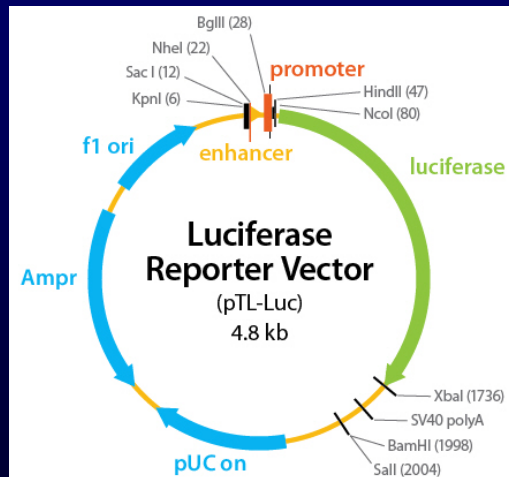 BglII (28)
NheI (22)
promoter
Sac I (12)
HindII (47)
KpnI (6)
NcoI (80)
f1 ori
enhancer
luciferase
Luciferase
Reporter Vector
(pTL-Luc)
4.8 kb
Ampr
XbaI (1736)
SV40 polyA
BamHI (1998)
pUC on
SalI (2004)